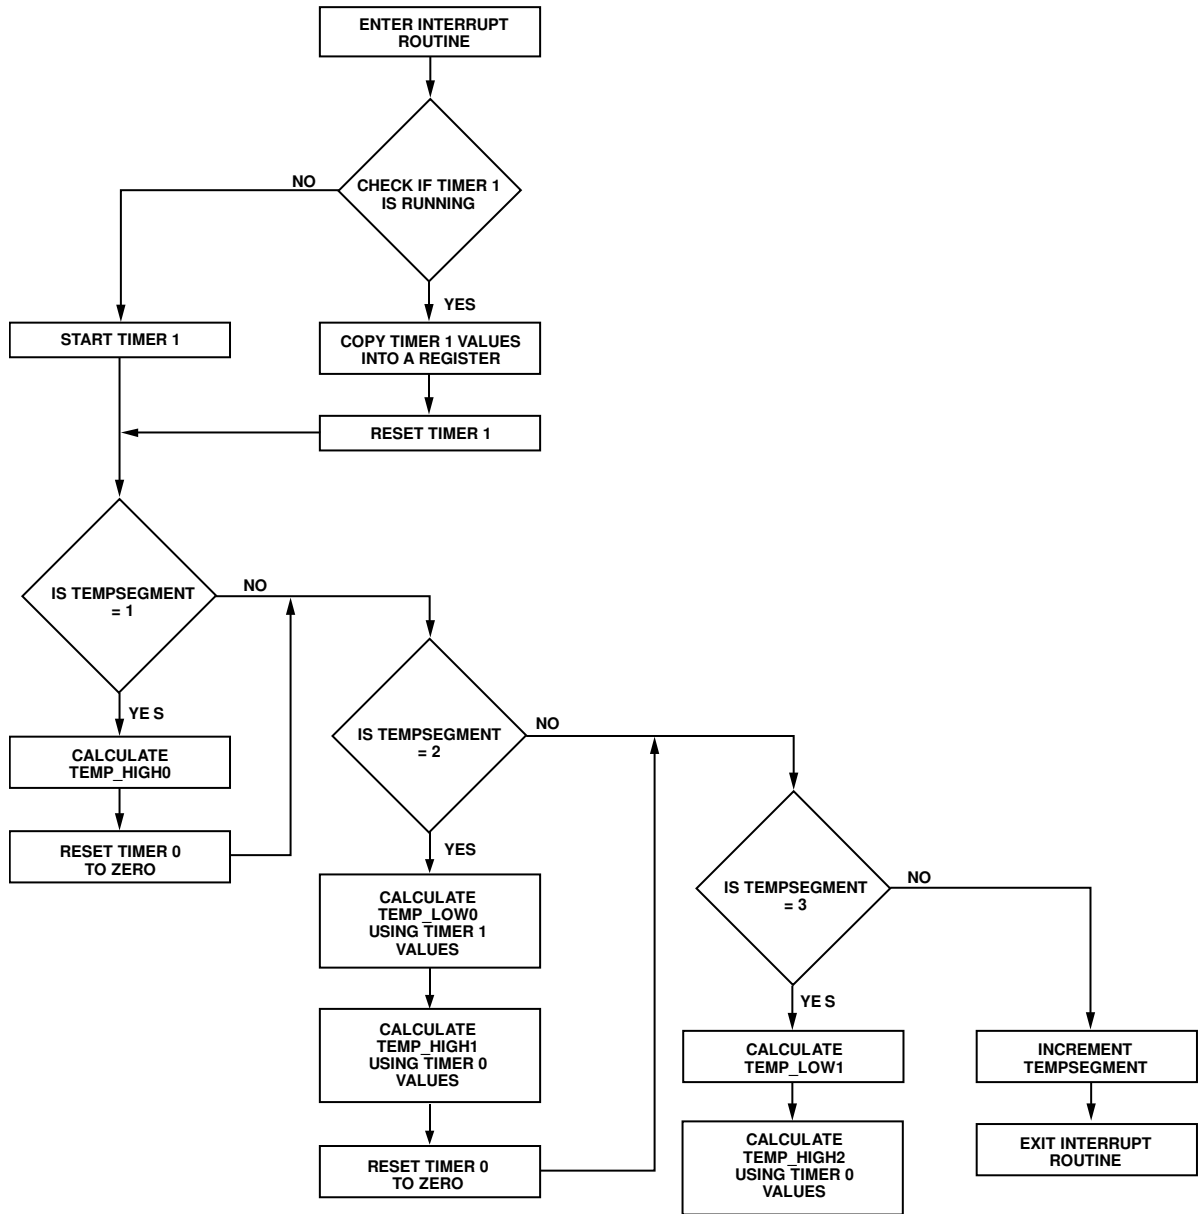 ENTER INTERRUPT
ROUTINE
CHECK IF TIMER 1
IS RUNNING
NO
YES
START TIMER 1
COPY TIMER 1 VALUES
INTO A REGISTER
RESET TIMER 1
IS TEMPSEGMENT
= 1
NO
YE S
CALCULATE
TEMP_HIGH0
RESET TIMER 0
TO ZERO
IS TEMPSEGMENT
= 2
NO
YES
CALCULATE
TEMP_LOW0
USING TIMER 1
VALUES
CALCULATE
TEMP_HIGH1
USING TIMER 0
VALUES
RESET TIMER 0
TO ZERO
IS TEMPSEGMENT
= 3
NO
YE S
CALCULATE
TEMP_LOW1
CALCULATE
TEMP_HIGH2
USING TIMER 0
VALUES
INCREMENT
TEMPSEGMENT
EXIT INTERRUPT
ROUTINE